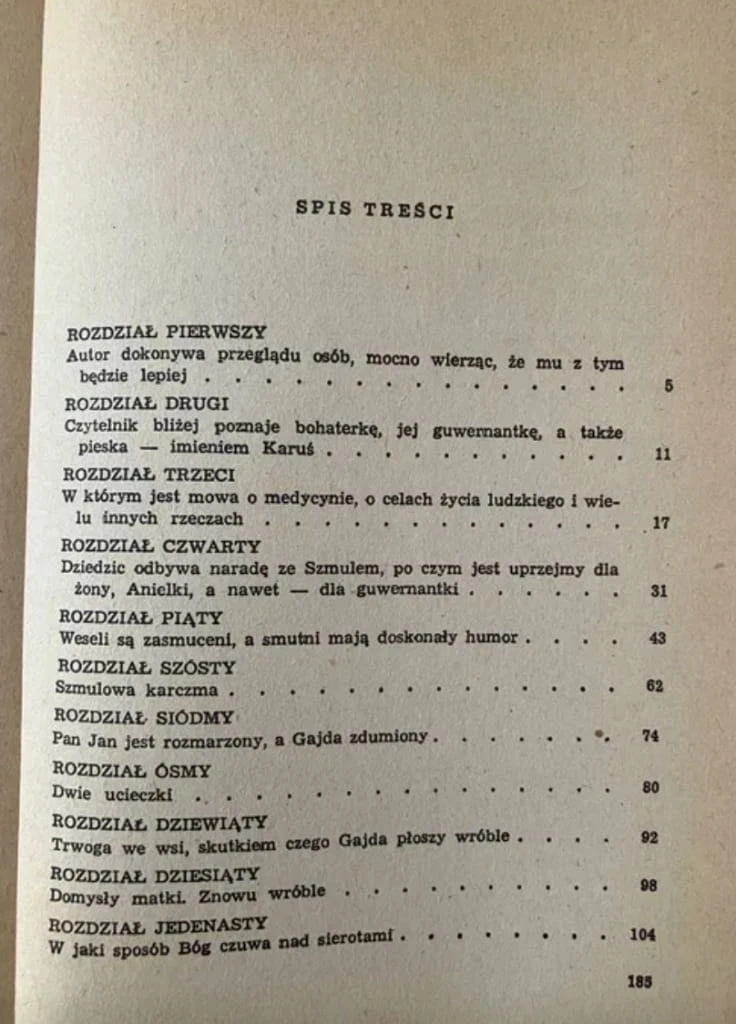 SPIS TREŚCI
ROZDZIAŁ PIERWSZY
Autor dokonywa przeglądu osób, mocno wierząc, że mu z tym
będzie lepiej . . . . . . . . . . . . . . . 5
ROZDZIAŁ DRUGI
Czytelnik bliżej poznaje bohaterkę, jej guwernantkę, a także
pieska — imieniem Karuś . . . . . . . . . . . 11
ROZDZIAŁ TRZECI
W którym jest mowa o medycynie, o celach życia ludzkiego i wie-
lu innych rzeczach . . . . . . . . . . . . . 17
ROZDZIAŁ CZWARTY
Dziedzic odbywa naradę ze Szmulem, po czym jest uprzejmy dla
żony, Anielki, a nawet — dla guwernantki . . . . . . 31
ROZDZIAŁ PIĄTY
Weseli są zasmuceni, a smutni mają doskonały humor . . . . 43
ROZDZIAŁ SZÓSTY
Szmulowa karczma . . . . . . . . . . . . . . 62
ROZDZIAŁ SIÓDMY
Pan Jan jest rozmarzony, a Gajda zdumiony . . . . . . . 74
ROZDZIAŁ ÓSMY
Dwie ucieczki . . . . . . . . . . . . . . . 80
ROZDZIAŁ DZIEWIĄTY
Trwoga we wsi, skutkiem czego Gajda płoszy wróble . . . . 92
ROZDZIAŁ DZIESIĄTY
Domysły matki. Znowu wróble . . . . . . . . . . 98
ROZDZIAŁ JEDENASTY
W jaki sposób Bóg czuwa nad sierotami . . . . . . . . 104
185